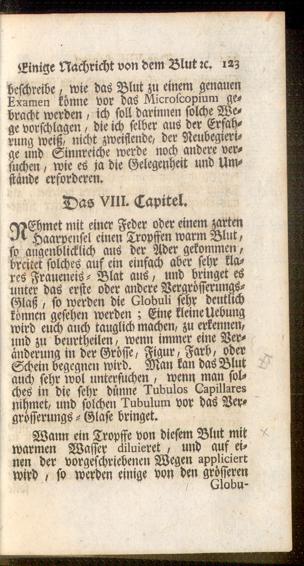 Einige Nachricht von dem Blut ꝛc. 123
beschreibe, wie das Blut zu einem genauen
Examen könne vor das Microscopium ge-
bracht werden, ich soll darinnen solche We-
ge vorschlagen, die ich selber aus der Erfah-
rung weiß, nicht zweiflende, der Neubegieri-
ge und Sinnreiche werde noch andere ver-
suchen, wie es ja die Gelegenheit und Um-
stände erforderen.
Das VIII. Capitel.
NEhmet mit einer Feder oder einem zarten
Haarpensel einen Tropffen warm Blut,
so augenblicklich aus der Ader gekommen,
breitet solches auf ein einfach aber sehr kla-
res Fraueneis-Blat aus, und bringet es
unter das erste oder andere Vergrösserungs-
Glaß, so werden die Globuli sehr deutlich
können gesehen werden; Eine kleine Uebung
wird euch auch tauglich machen, zu erkennen,
und zu beurtheilen, wenn immer eine Ver-
änderung in der Grösse, Figur, Farb, oder
Schein begegnen wird. Man kan das Blut
auch sehr wol untersuchen, wenn man sol-
ches in die sehr dünne Tubulos Capillares
nihmet, und solchen Tubulum vor das Ver-
grösserungs-Glase bringet.
Wann ein Tropffe von diesem Blut mit
warmen Wasser diluieret, und auf ei-
nen der vorgeschriebenen Wegen appliciert
wird, so werden einige von den grösseren
Globu-